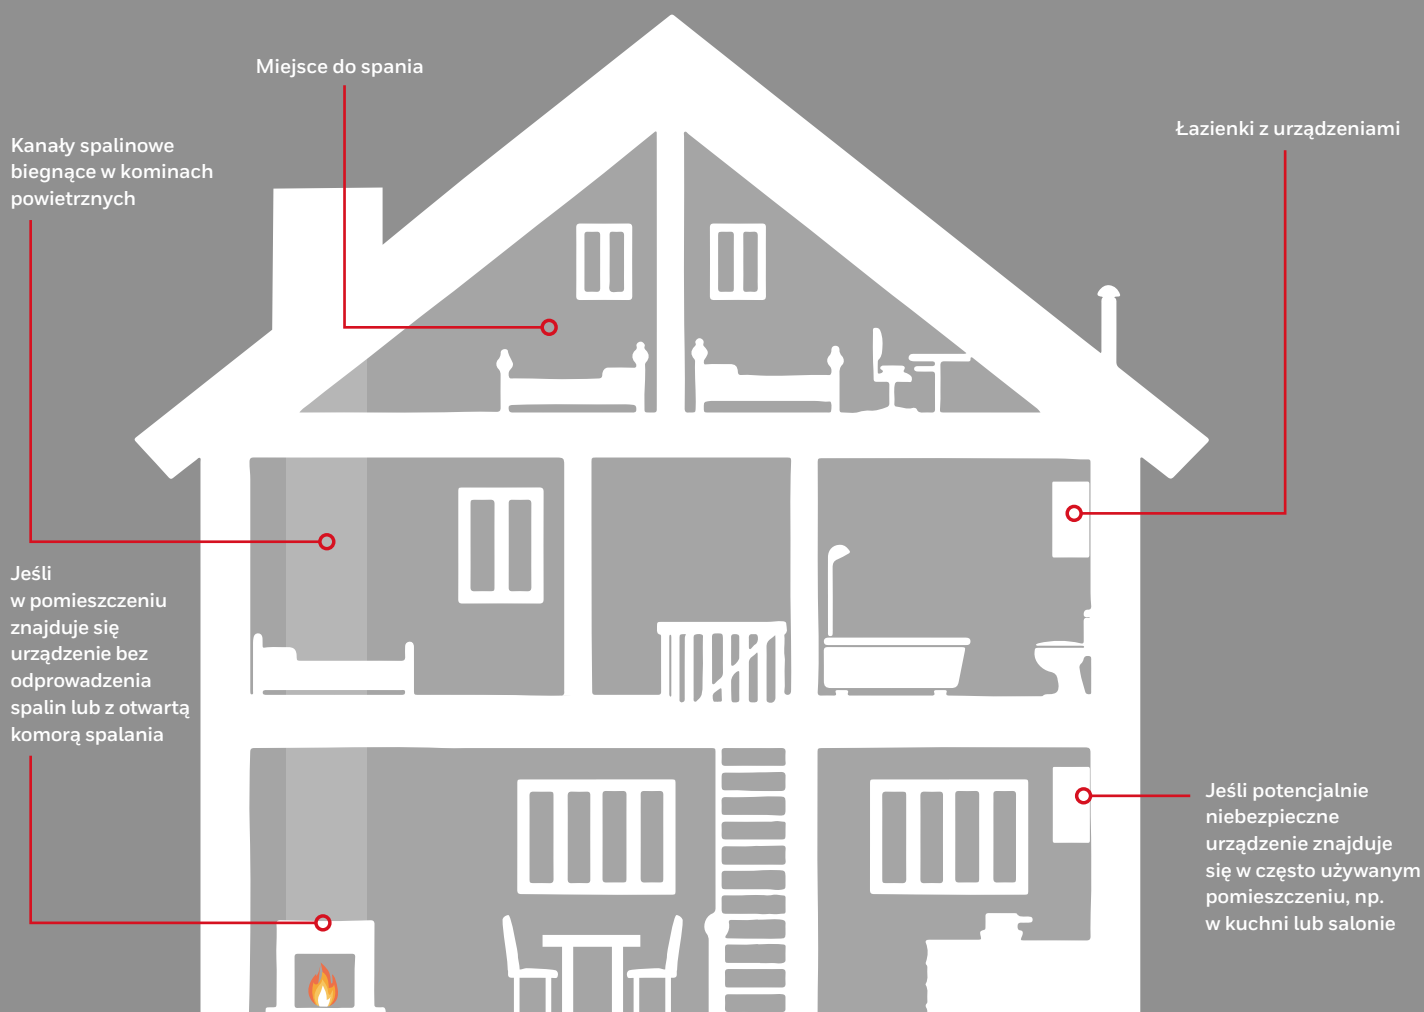 Miejsce do spania
Kanały spalinowe
biegnące w kominach
powietrznych
Łazienki z urządzeniami
Jeśli
w pomieszczeniu
znajduje się
urządzenie bez
odprowadzenia
spalin lub z otwartą
komorą spalania
Jeśli potencjalnie
niebezpieczne
urządzenie znajduje
się w często używanym
pomieszczeniu, np.
w kuchni lub salonie